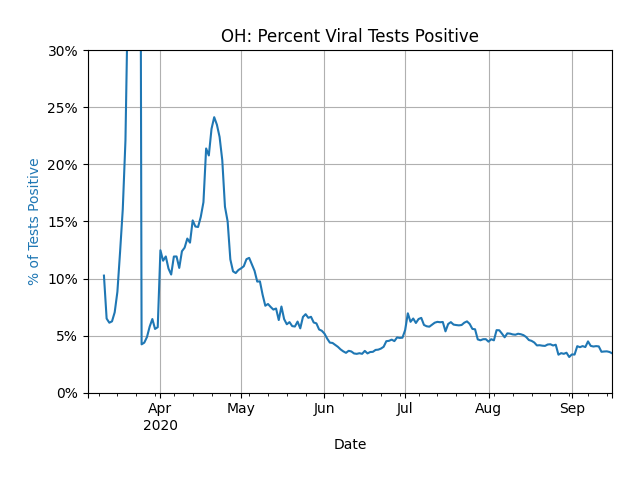 OH: Percent Viral Tests Positive
30%
25%
20%
15%
10%
5%
0%
% of Tests Positive
Apr May Jun Jul Aug Sep
2020
Date